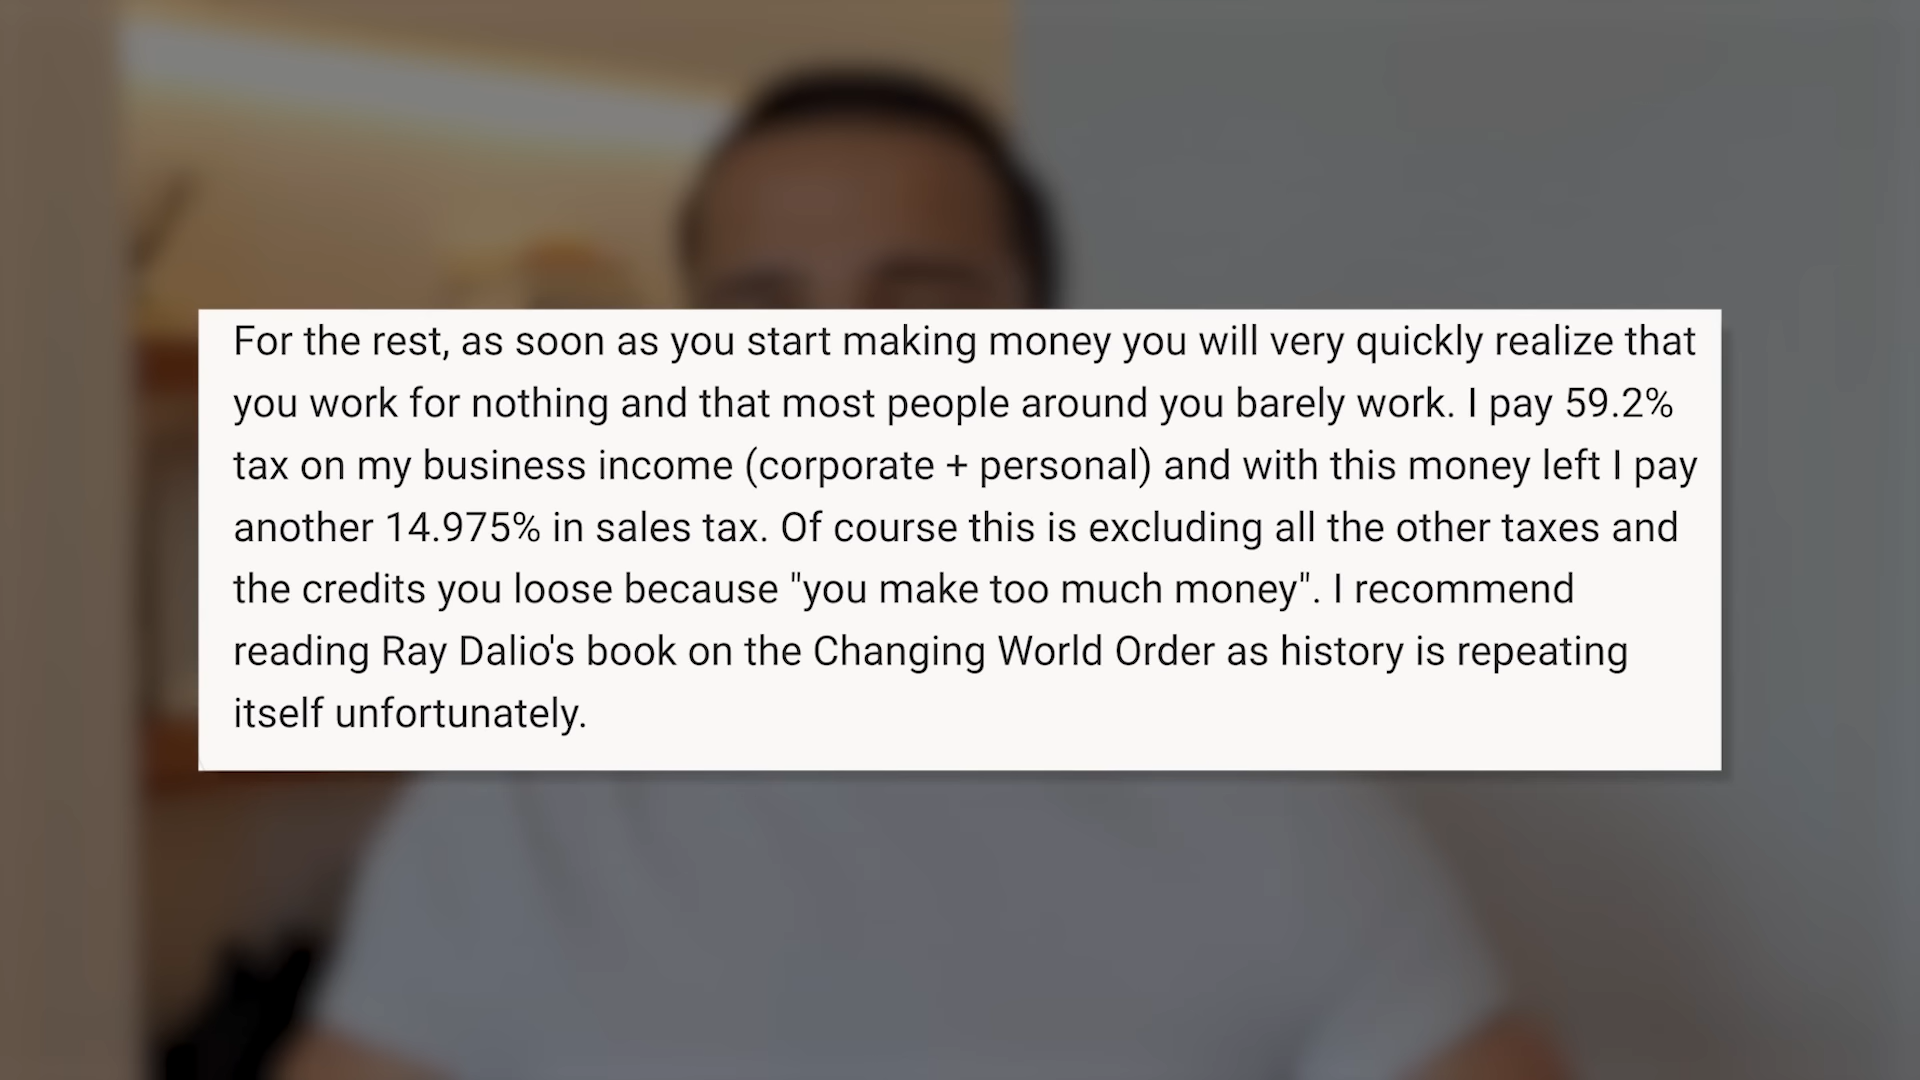 For the rest, as soon as you start making money you will very quickly realize that
you work for nothing and that most people around you barely work. I pay 59.2%
tax on my business income (corporate + personal) and with this money left I pay
another 14.975% in sales tax. Of course this is excluding all the other taxes and
the credits you loose because "you make too much money". I recommend
reading Ray Dalio's book on the Changing World Order as history is repeating
itself unfortunately.